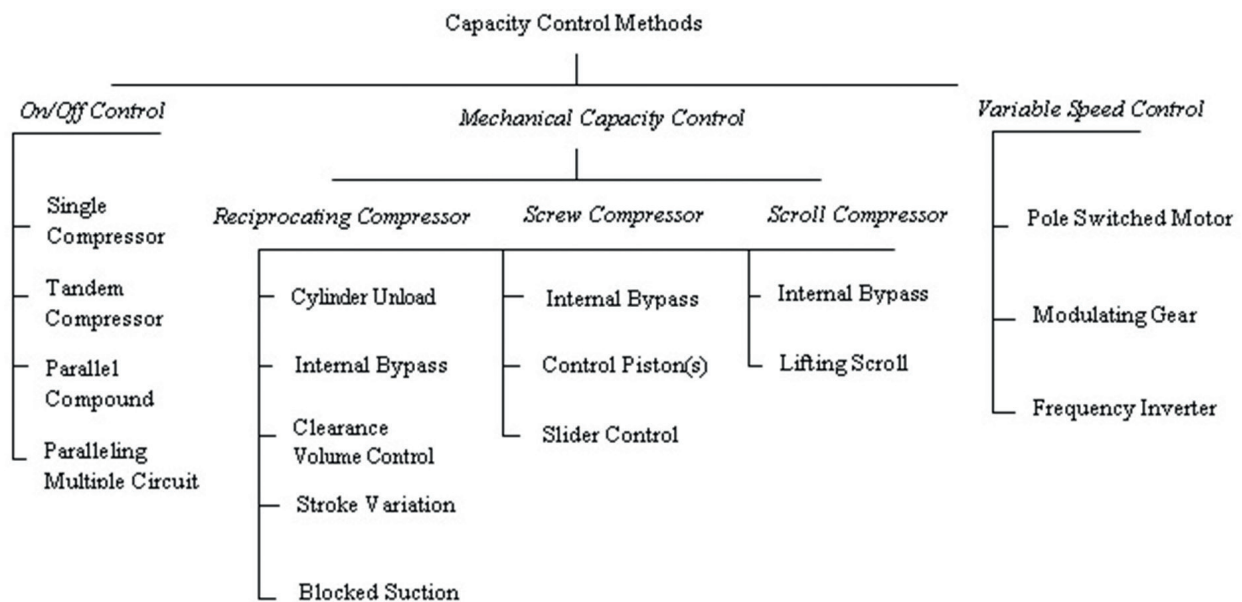 Capacity Control Methods
On/Off Control
Single
Compressor
Tandem
Compressor
Parallel
Compound
Paralleling
Multiple Circuit
Mechanical Capacity Control
Reciprocating Compressor
Cylinder Unload
Internal Bypass
Clearance
Volume Control
Stroke Variation
Blocked Suction
Screw Compressor
Internal Bypass
Control Piston(s)
Slider Control
Scroll Compressor
Internal Bypass
Lifting Scroll
Variable Speed Control
Pole Switched Motor
Modulating Gear
Frequency Inverter